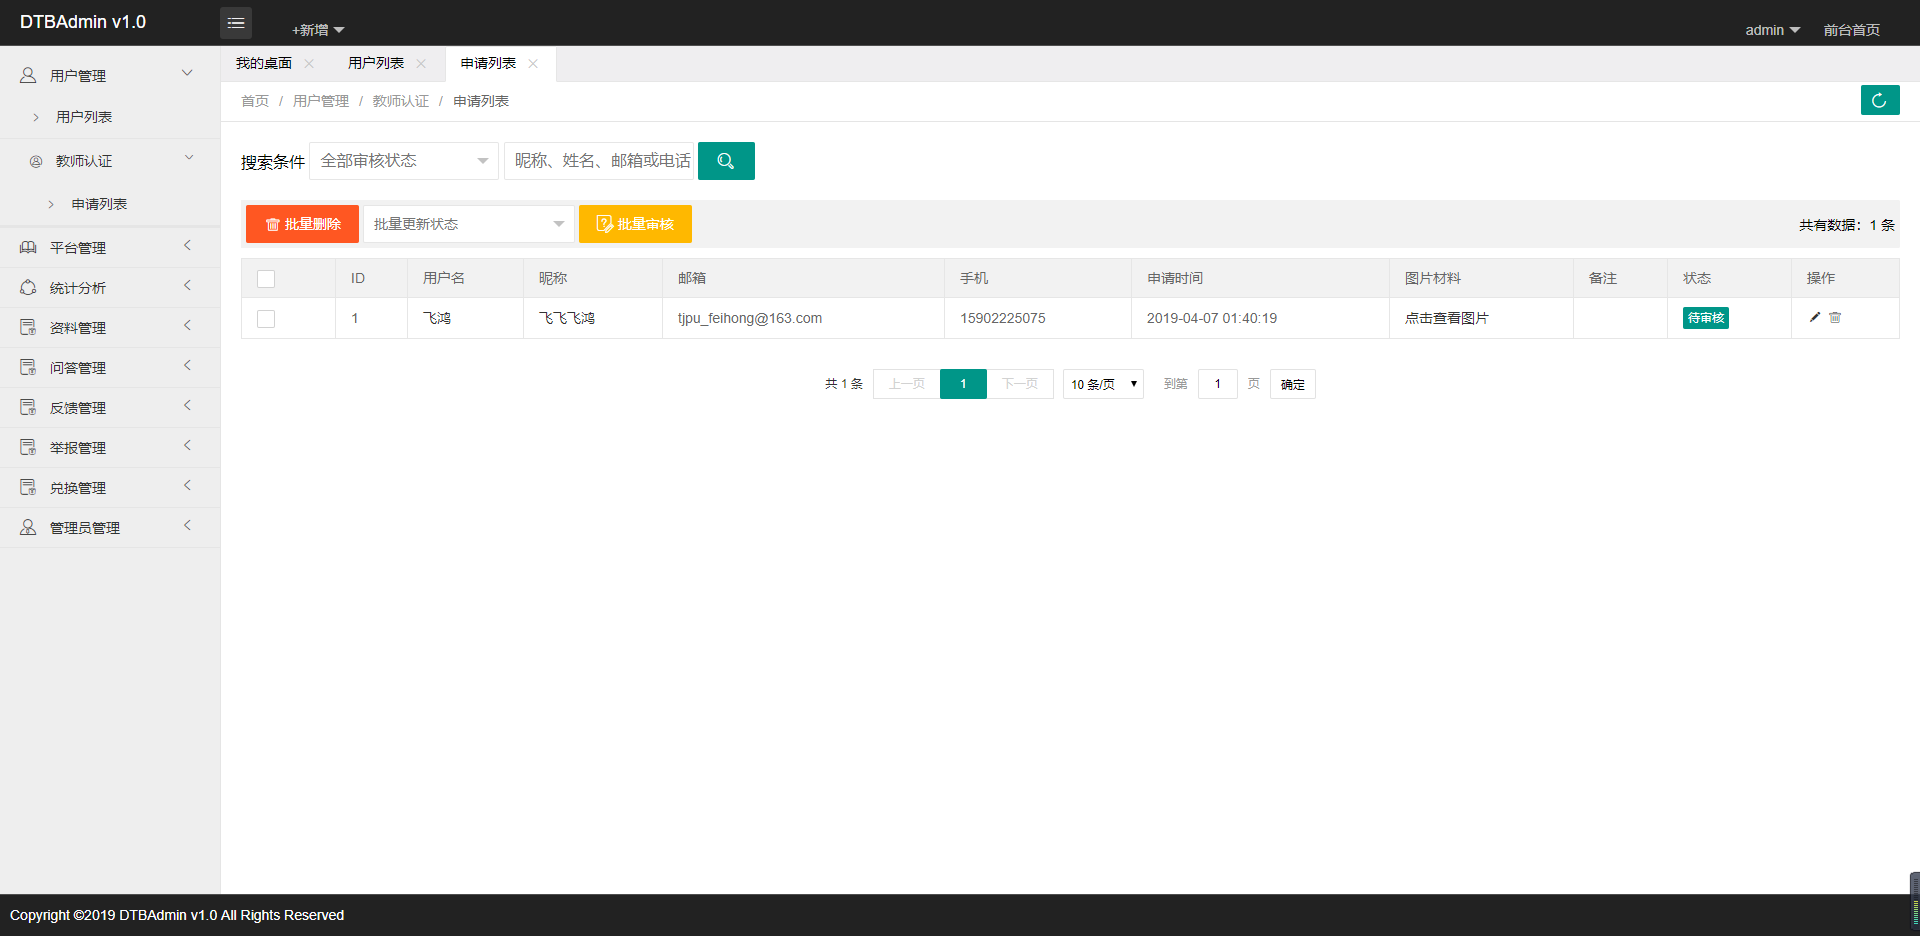 DTBAdmin v1.0
+新增
admin 前台首页
用户管理
用户列表
教师认证
申请列表
平台管理
统计分析
资料管理
问答管理
反馈管理
举报管理
兑换管理
管理员管理
我的桌面 用户列表 申请列表
首页 / 用户管理 / 教师认证 / 申请列表
搜索条件 全部审核状态 昵称、姓名、邮箱或电话
批量删除 批量更新状态 批量审核 共有数据：1 条
ID 用户名 昵称 邮箱 手机 申请时间 图片材料 备注 状态 操作
1 飞鸿 飞飞飞鸿 tjpu_feihong@163.com 15902225075 2019-04-07 01:40:19 点击查看图片 待审核
共 1 条 上一页 1 下一页 10 条/页 到第 1 页 确定
Copyright ©2019 DTBAdmin v1.0 All Rights Reserved